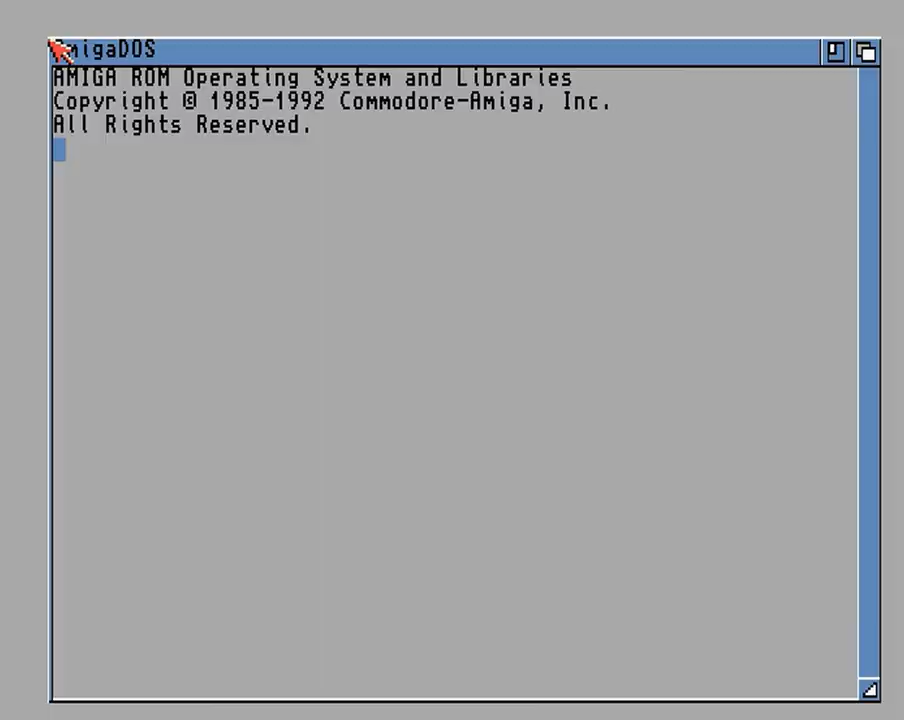 AmigaDOS
AMIGA ROM Operating System and Libraries
Copyright © 1985-1992 Commodore-Amiga, Inc.
All Rights Reserved.